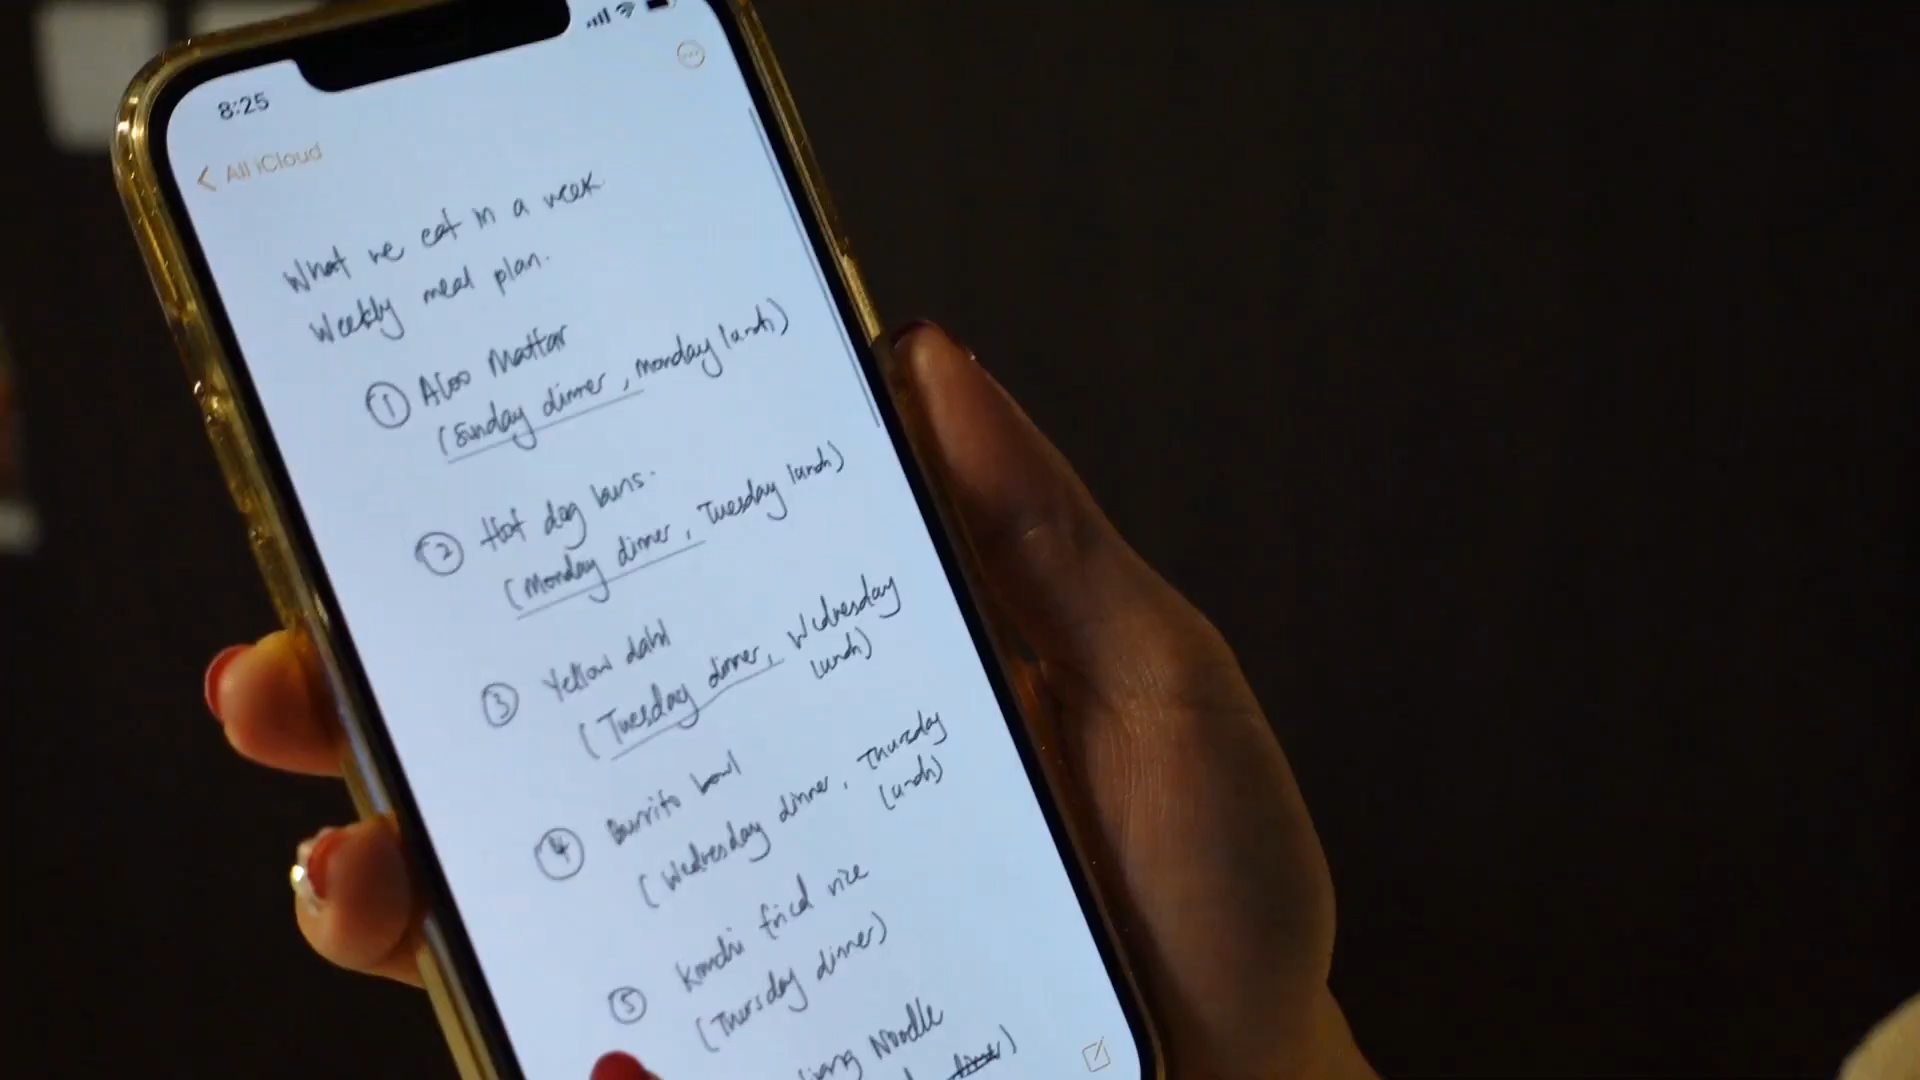 8:25
All iCloud
What we eat in a week
Weekly meal plan.
① Aloo Mattar
(Sunday dinner, Monday lunch)
② Hot dog buns.
(Monday dinner, Tuesday lunch)
③ Yellow dahl
(Tuesday dinner, Wednesday
lunch)
④ Burrito bowl
(Wednesday dinner, Thursday
lunch)
⑤ Kimchi fried rice
(Thursday dinner)
Noodle